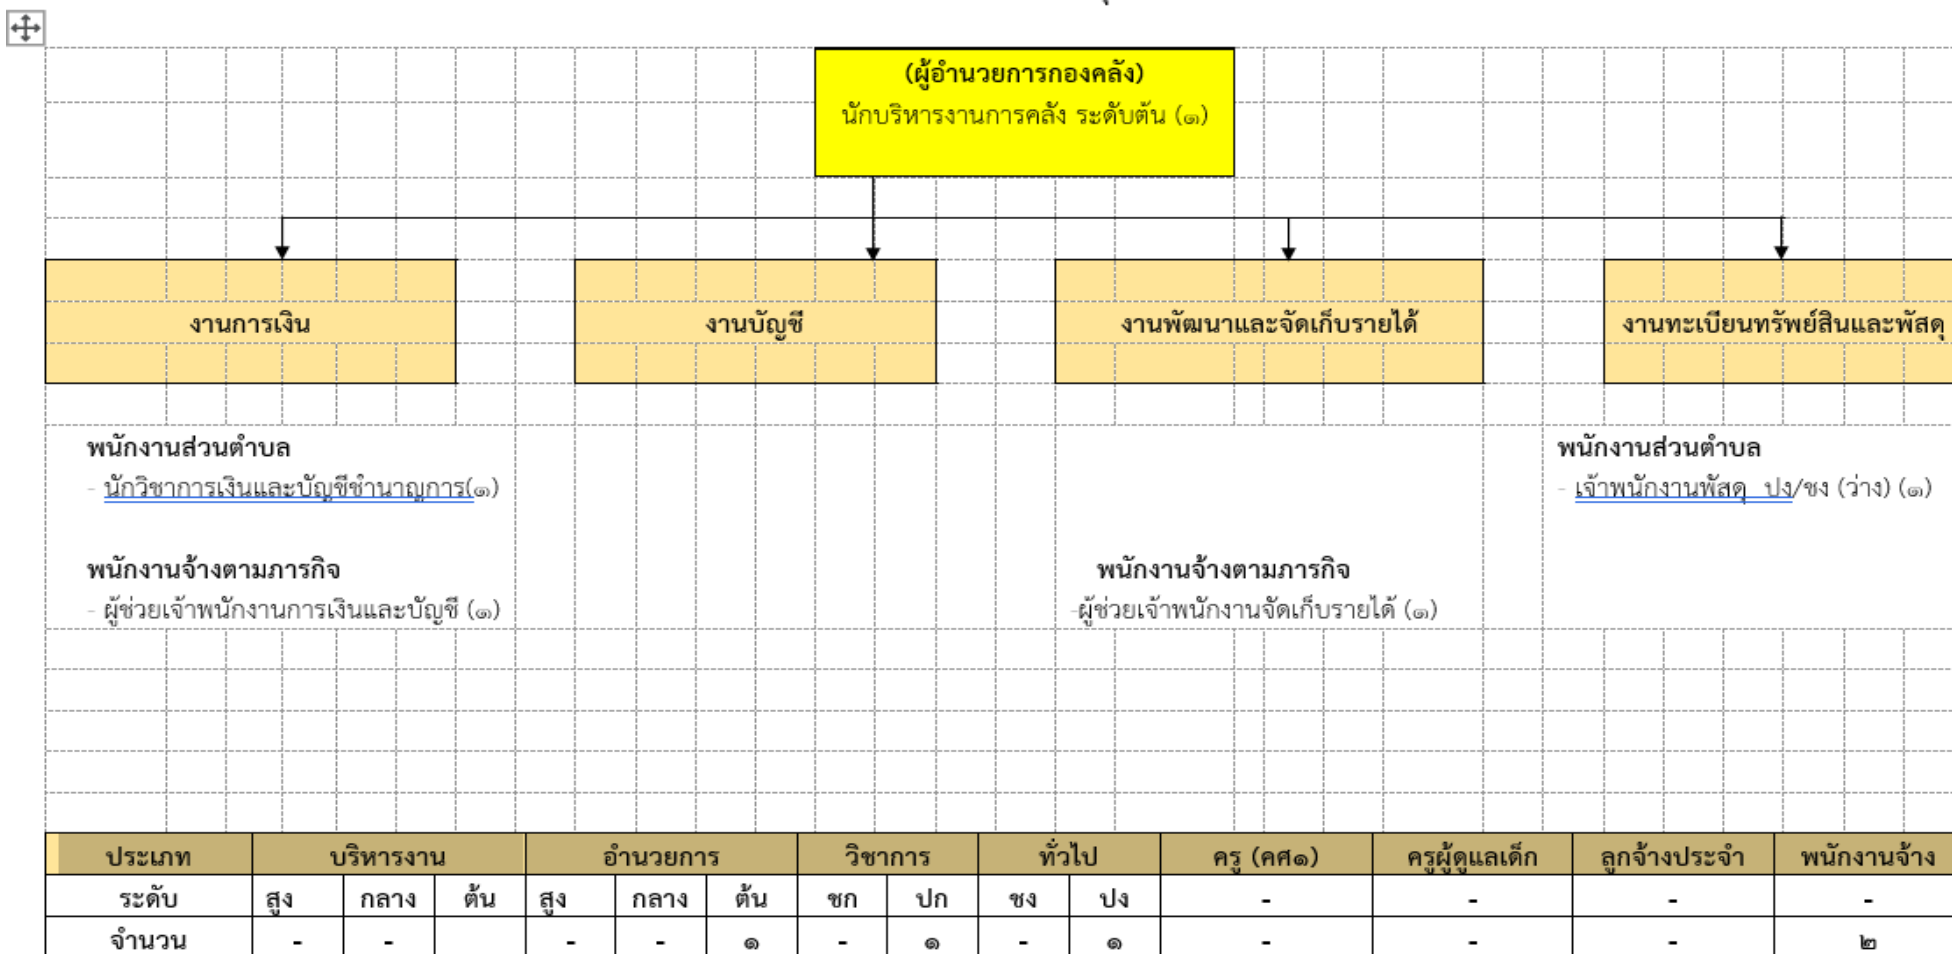 (ผู้อำนวยการกองคลัง)
นักบริหารงานการคลัง ระดับต้น (๑)
งานการเงิน งานบัญชี งานพัฒนาและจัดเก็บรายได้ งานทะเบียนทรัพย์สินและพัสดุ
พนักงานส่วนตำบล พนักงานส่วนตำบล
- นักวิชาการเงินและบัญชีชำนาญการ(๑) - เจ้าพนักงานพัสดุ ปง/ชง (ว่าง) (๑)
พนักงานจ้างตามภารกิจ พนักงานจ้างตามภารกิจ
- ผู้ช่วยเจ้าพนักงานการเงินและบัญชี (๑) -ผู้ช่วยเจ้าพนักงานจัดเก็บรายได้ (๑)
ประเภท บริหารงาน อำนวยการ วิชาการ ทั่วไป ครู (คศ๑) ครูผู้ดูแลเด็ก ลูกจ้างประจำ พนักงานจ้าง
ระดับ สูง กลาง ต้น สูง กลาง ต้น ชก ปก ชง ปง - - - -
จำนวน - - - - ๑ - ๑ - ๑ - - - ๒